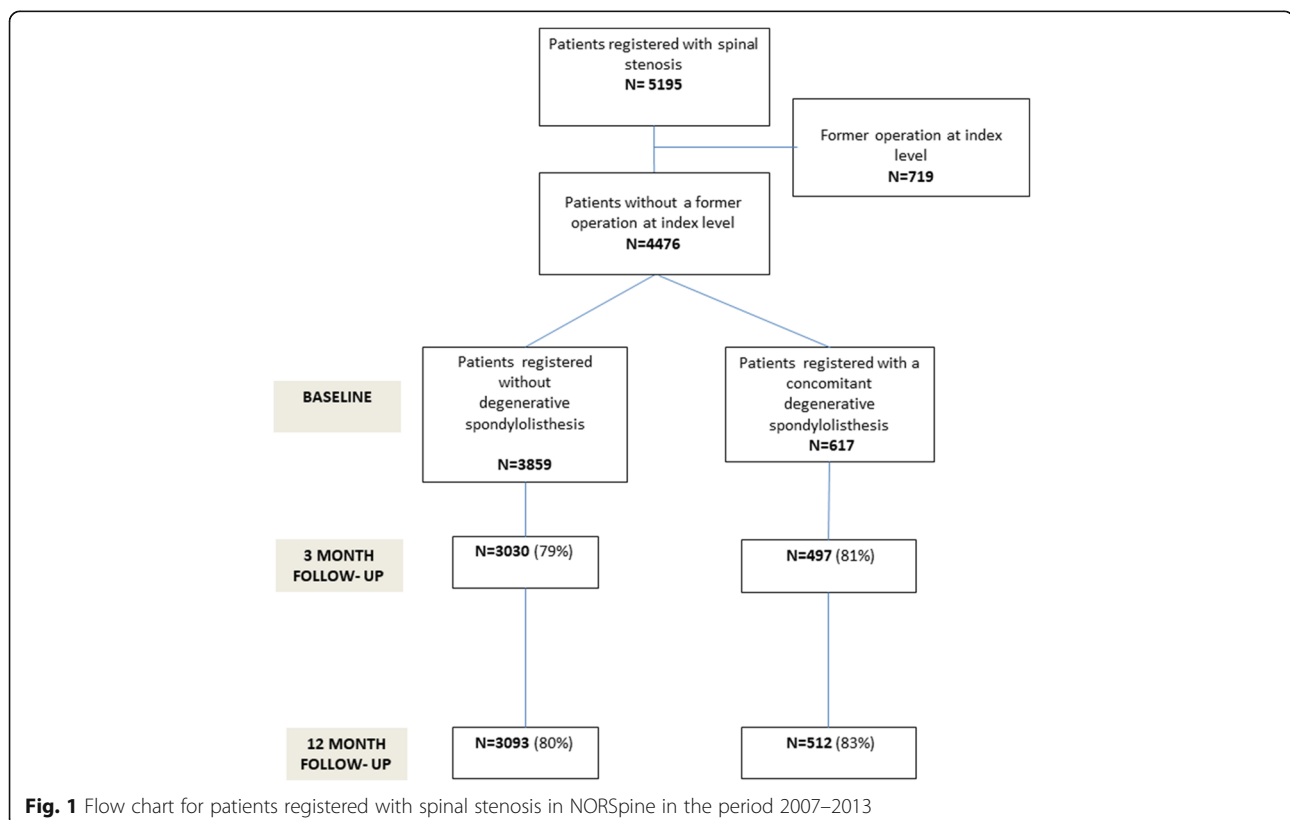 Patients registered with spinal
stenosis
N= 5195
Former operation at index
level
N=719
Patients without a former
operation at index level
N=4476
BASELINE
Patients registered
without
degenerative
spondylolisthesis
N=3859
Patients registered with a
concomitant
degenerative
spondylolisthesis
N=617
3 MONTH
FOLLOW- UP
N=3030 (79%)
N=497 (81%)
12 MONTH
FOLLOW- UP
N=3093 (80%)
N=512 (83%)
Fig. 1 Flow chart for patients registered with spinal stenosis in NORSpine in the period 2007–2013